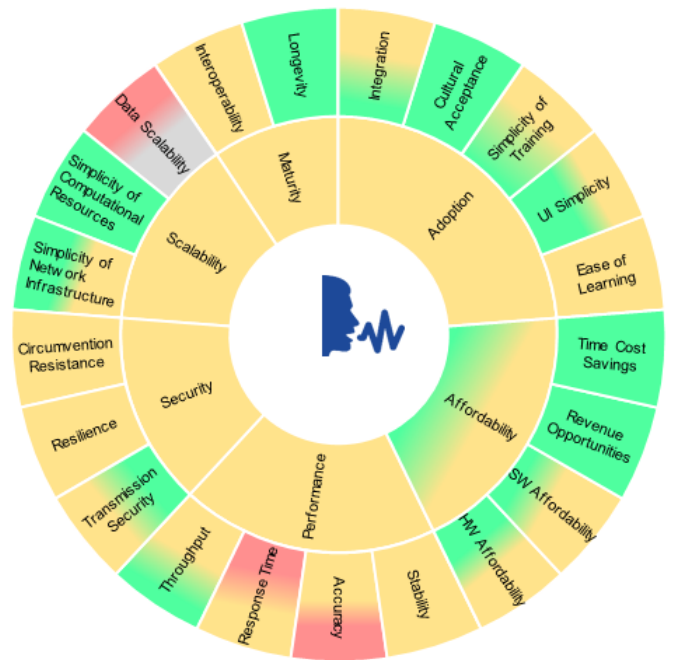 Integration
Cultural
Acceptance
Simplicity of
Training
UI Simplicity
Ease of
Learning
Time Cost
Savings
Revenue
Opportunities
SW Affordability
HW Affordability
Stability
Accuracy
Response Time
Throughput
Transmission
Security
Resilience
Circumvention
Resistance
Simplicity of
Network
Infrastructure
Simplicity of
Computational
Resources
Data Scalability
Interoperability
Longevity
Adoption
Affordability
Performance
Security
Scalability
Maturity